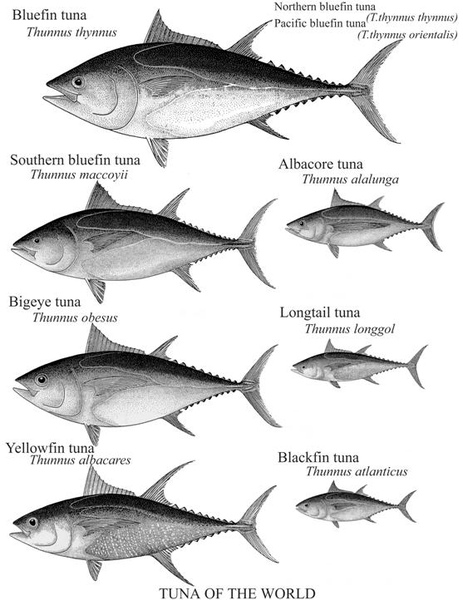 Bluefin tuna
Thunnus thynnus
Northern bluefin tuna
(T.thynnus thynnus)
Pacific bluefin tuna
(T.thynnus orientalis)
Southern bluefin tuna
Thunnus maccoyii
Albacore tuna
Thunnus alalunga
Bigeye tuna
Thunnus obesus
Longtail tuna
Thunnus longgol
Yellowfin tuna
Thunnus albacares
Blackfin tuna
Thunnus atlanticus
TUNA OF THE WORLD